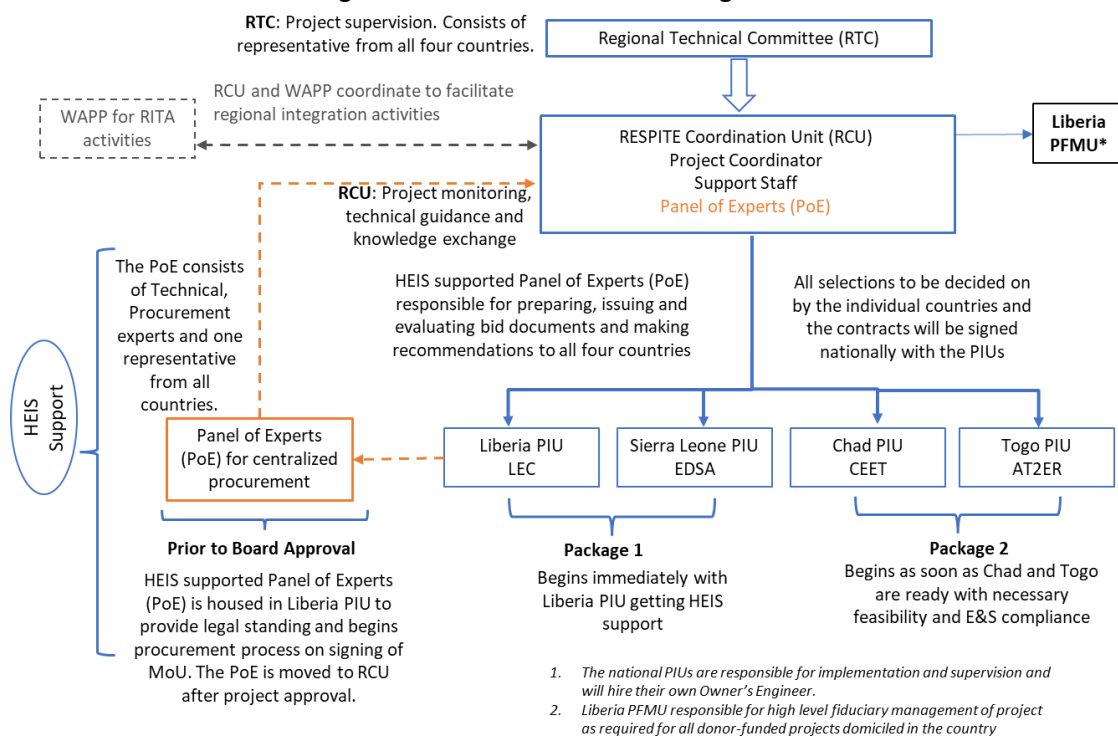 RTC: Project supervision. Consists of
representative from all four countries.
Regional Technical Committee (RTC)
RCU and WAPP coordinate to facilitate
regional integration activities
WAPP for RITA
activities
RESPITE Coordination Unit (RCU)
Project Coordinator
Support Staff
Panel of Experts (PoE)
Liberia
PFMU*
RCU: Project monitoring,
technical guidance and
knowledge exchange
The PoE consists
of Technical,
Procurement
experts and one
representative
from all
countries.
HEIS supported Panel of Experts (PoE)
responsible for preparing, issuing and
evaluating bid documents and making
recommendations to all four countries
All selections to be decided on
by the individual countries and
the contracts will be signed
nationally with the PIUs
HEIS
Support
Panel of Experts
(PoE) for centralized
procurement
Liberia PIU
LEC
Sierra Leone PIU
EDSA
Chad PIU
CEET
Togo PIU
AT2ER
Prior to Board Approval
HEIS supported Panel of Experts
(PoE) is housed in Liberia PIU to
provide legal standing and begins
procurement process on signing of
MoU. The PoE is moved to RCU
after project approval.
Package 1
Begins immediately with
Liberia PIU getting HEIS
support
Package 2
Begins as soon as Chad and Togo
are ready with necessary
feasibility and E&S compliance
1. The national PIUs are responsible for implementation and supervision and
will hire their own Owner's Engineer.
2. Liberia PFMU responsible for high level fiduciary management of project
as required for all donor-funded projects domiciled in the country